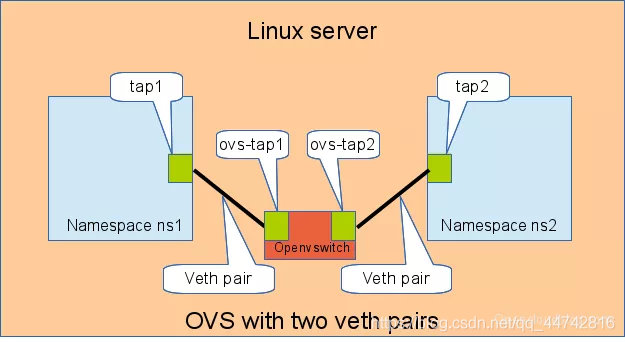 Linux server
tap1
tap2
ovs-tap1
ovs-tap2
Namespace ns1
Namespace ns2
Openvswitch
Veth pair
Veth pair
OVS with two veth pairs
https://blog.csdn.net/qq_44742816